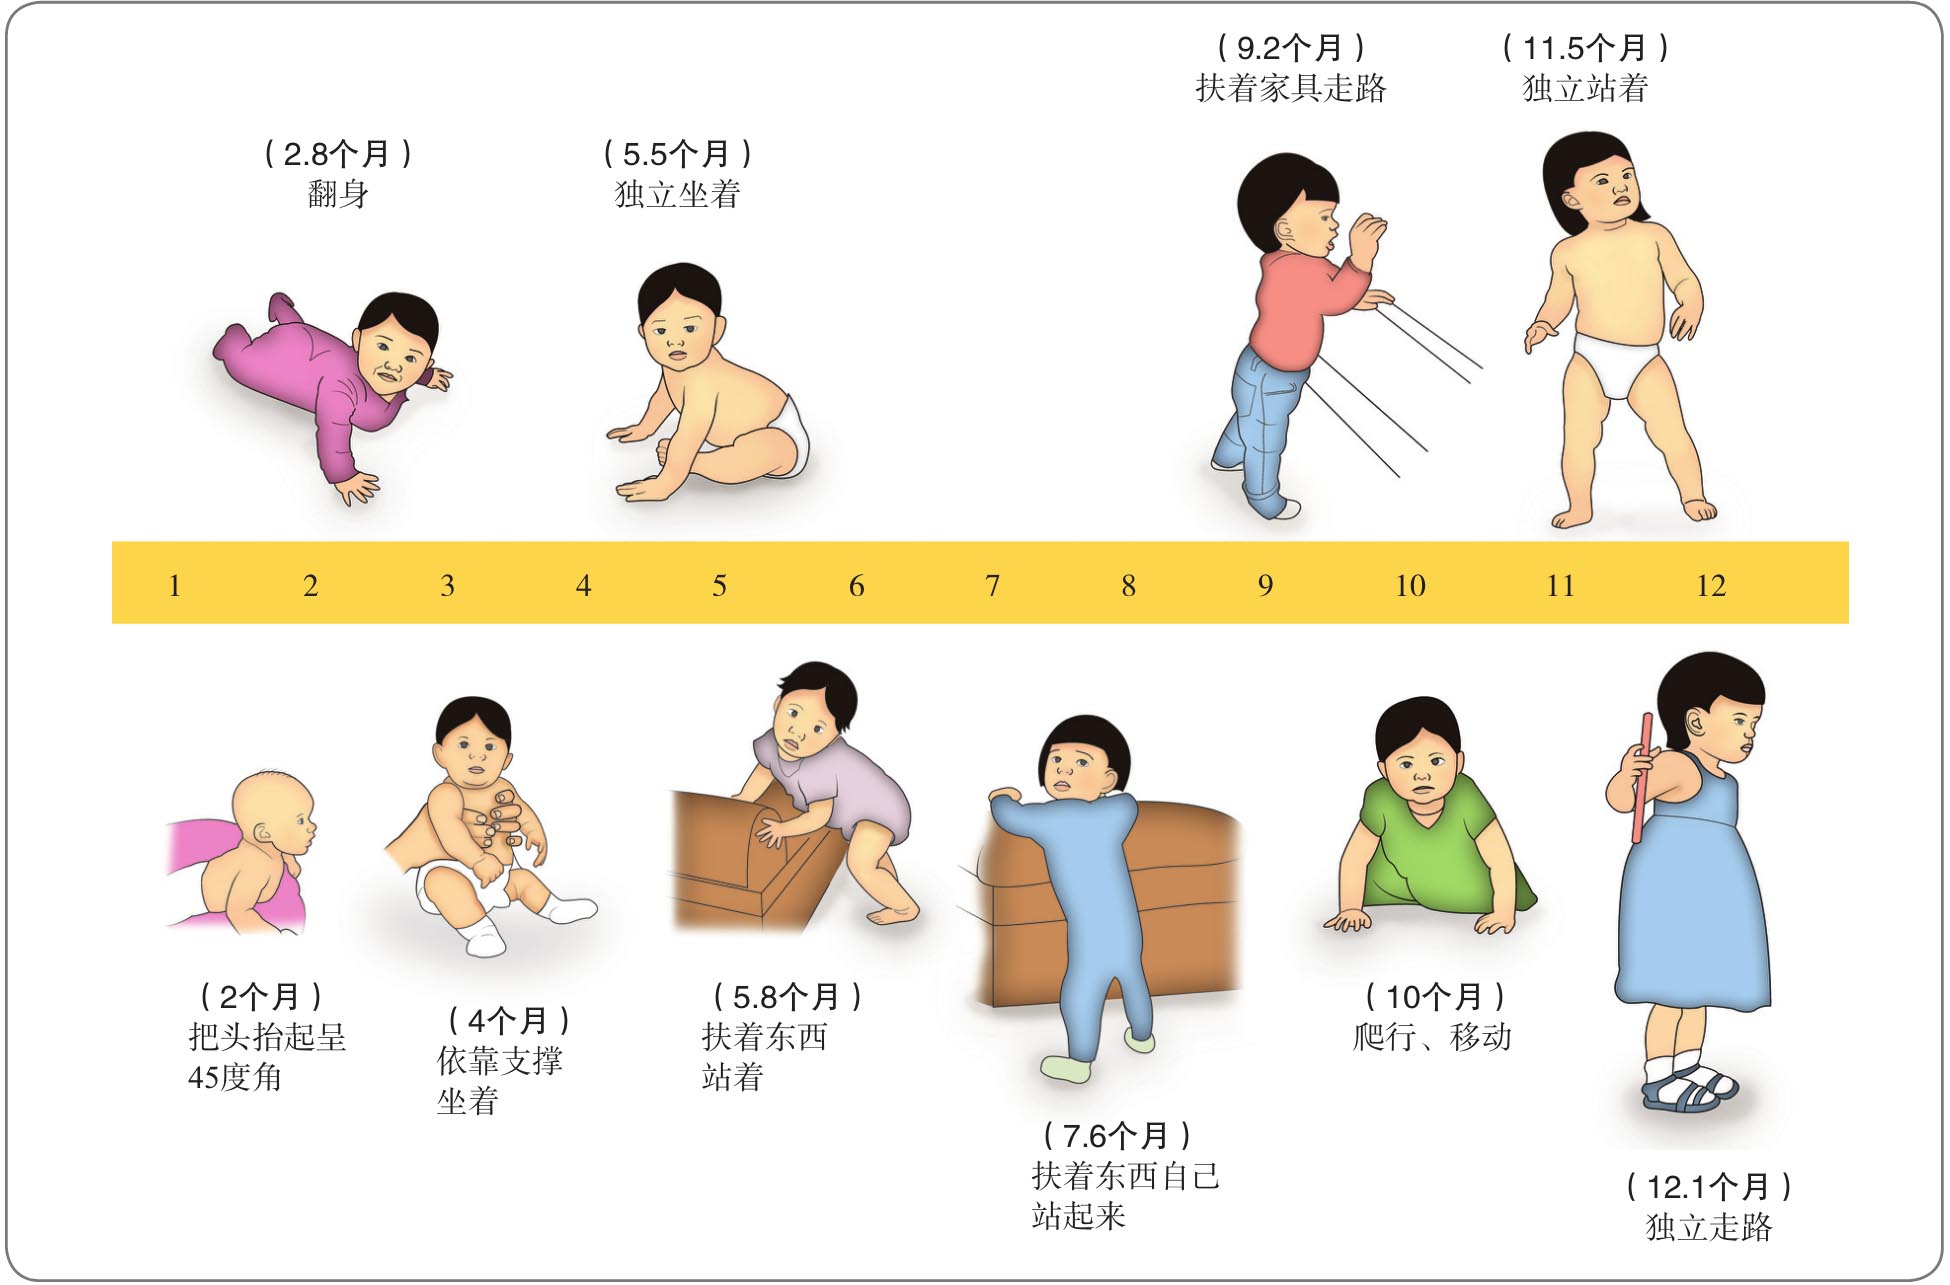 （9.2个月）
扶着家具走路
（11.5个月）
独立站着
（2.8个月）
翻身
（5.5个月）
独立坐着
1 2 3 4 5 6 7 8 9 10 11 12
（2个月）
把头抬起呈
45度角
（4个月）
依靠支撑
坐着
（5.8个月）
扶着东西
站着
（7.6个月）
扶着东西自己
站起来
（10个月）
爬行、移动
（12.1个月）
独立走路